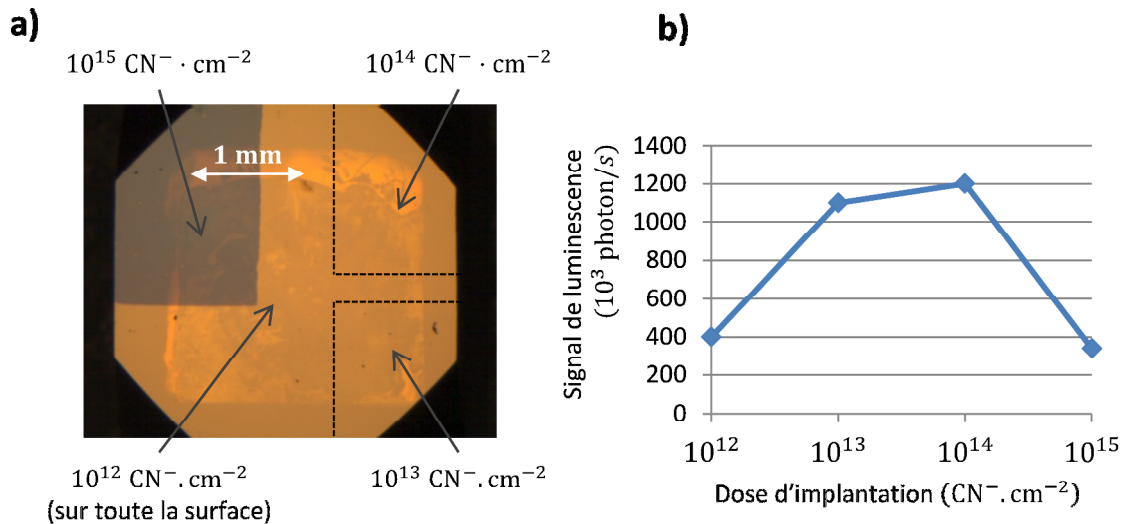 a)
10¹⁵ CN⁻ · cm⁻²
10¹⁴ CN⁻ · cm⁻²
1 mm
10¹² CN⁻. cm⁻²
(sur toute la surface)
10¹³ CN⁻. cm⁻²
b)
Signal de luminescence
(10³ photon/s)
1400
1200
1000
800
600
400
200
0
10¹² 10¹³ 10¹⁴ 10¹⁵
Dose d'implantation (CN⁻. cm⁻²)